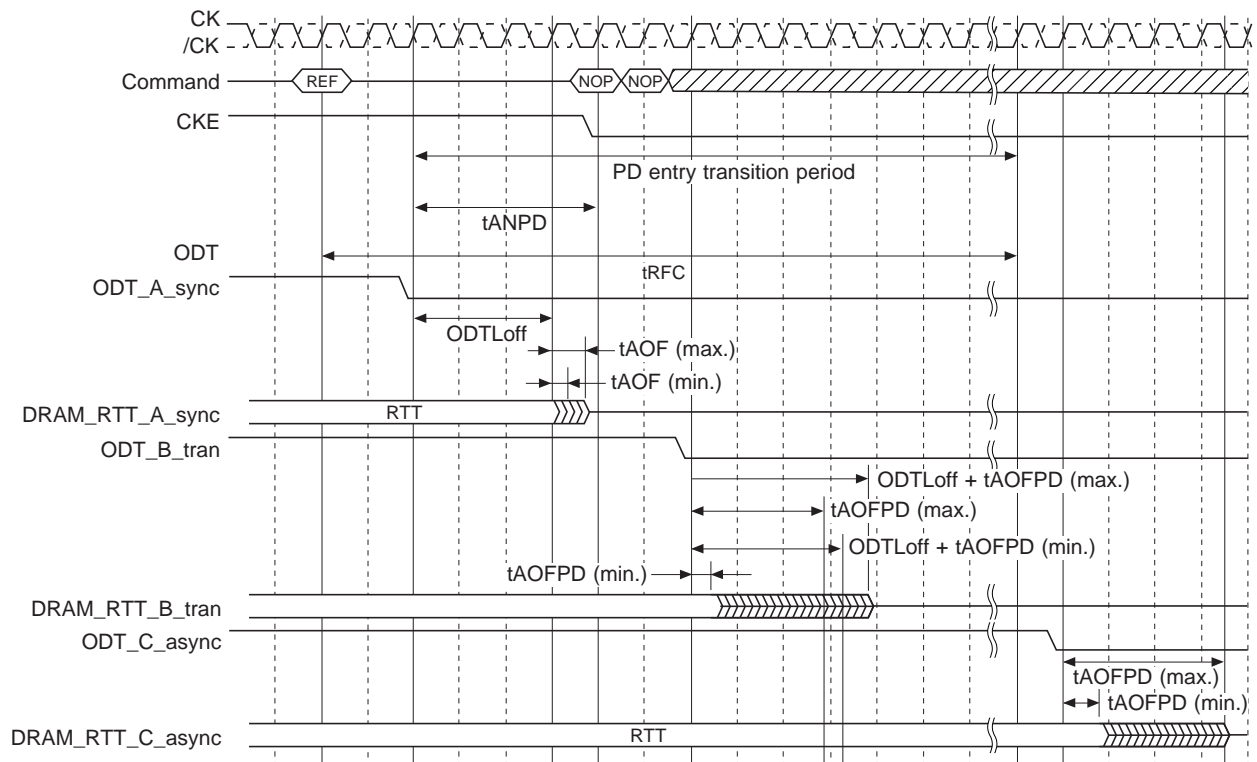 CK
/CK
Command
REF
NOP
NOP
CKE
PD entry transition period
tANPD
ODT
tRFC
ODT_A_sync
ODTLoff
tAOF (max.)
tAOF (min.)
DRAM_RTT_A_sync
RTT
ODT_B_tran
ODTLoff + tAOFPD (max.)
tAOFPD (max.)
ODTLoff + tAOFPD (min.)
tAOFPD (min.)
DRAM_RTT_B_tran
ODT_C_async
tAOFPD (max.)
tAOFPD (min.)
DRAM_RTT_C_async
RTT